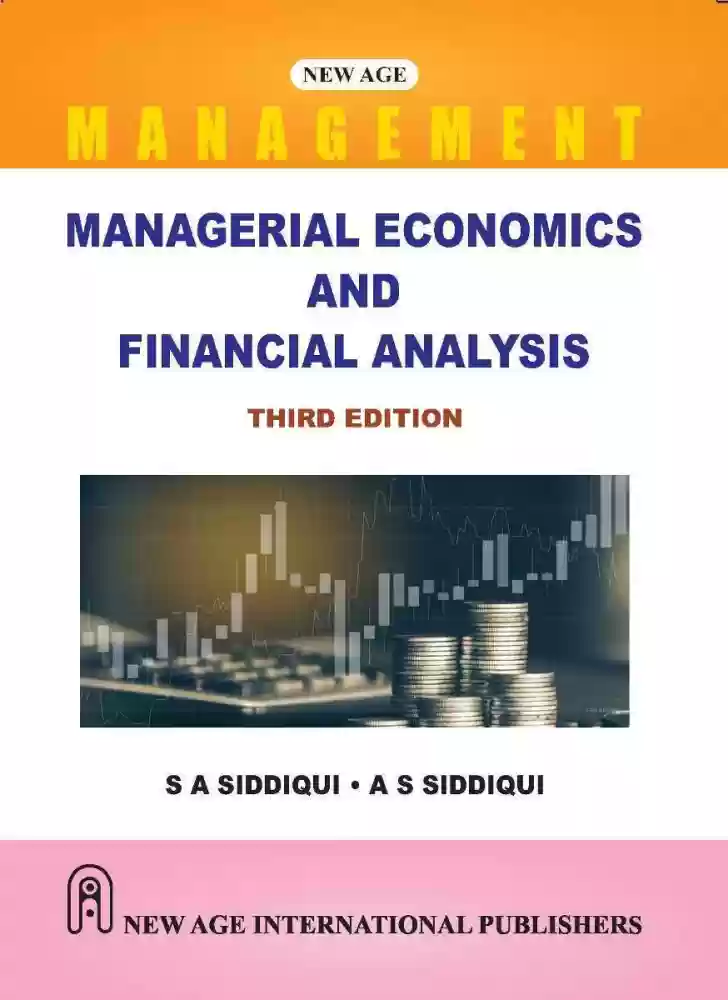 NEW AGE
MANAGEMENT
MANAGERIAL ECONOMICS
AND
FINANCIAL ANALYSIS
THIRD EDITION
S A SIDDIQUI • A S SIDDIQUI
NEW AGE INTERNATIONAL PUBLISHERS